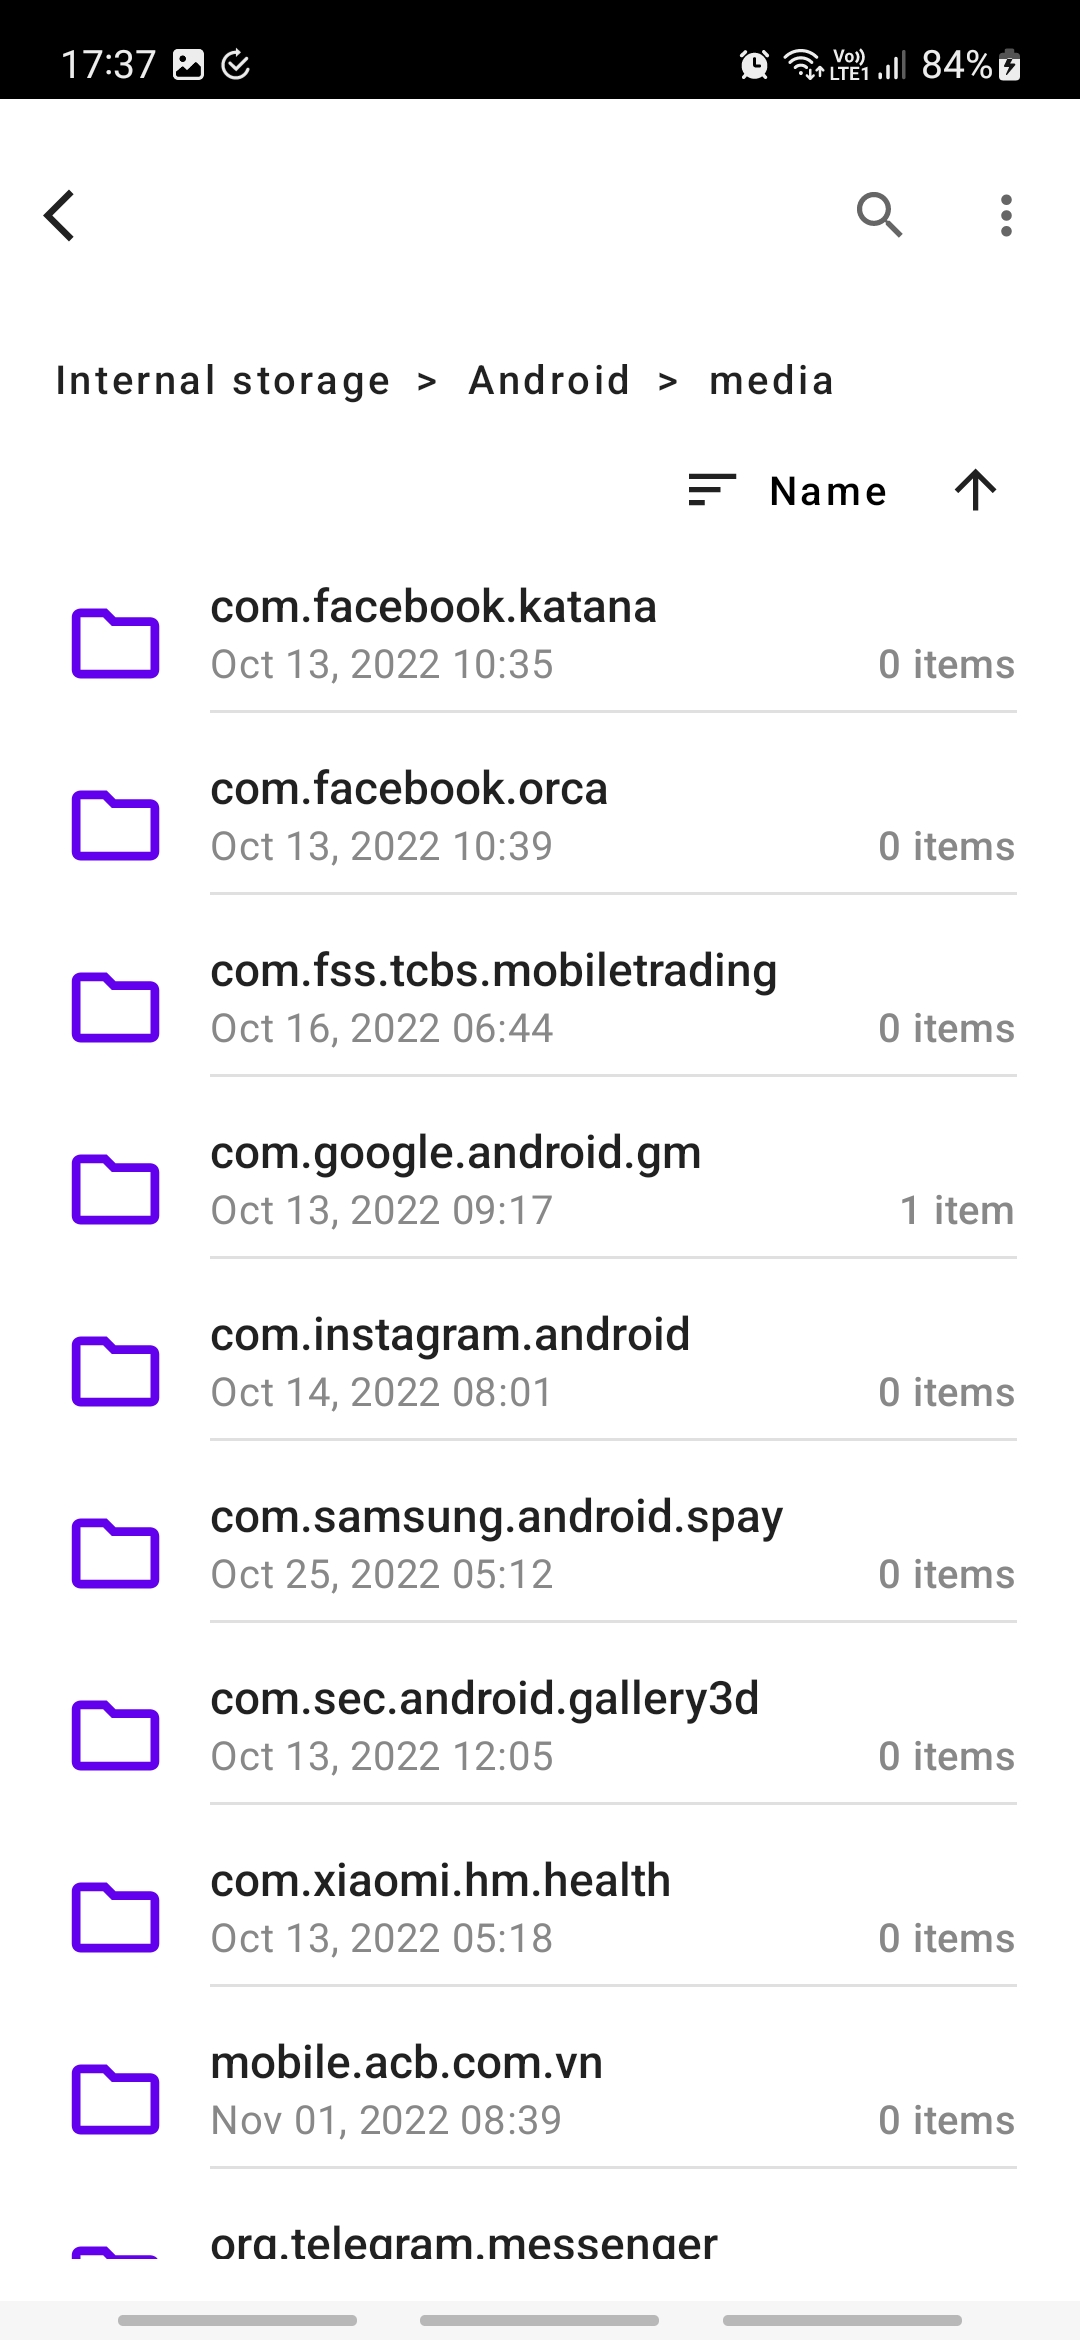 17:37 Vo)) LTE1 84%
Internal storage > Android > media
Name
com.facebook.katana
Oct 13, 2022 10:35 0 items
com.facebook.orca
Oct 13, 2022 10:39 0 items
com.fss.tcbs.mobiletrading
Oct 16, 2022 06:44 0 items
com.google.android.gm
Oct 13, 2022 09:17 1 item
com.instagram.android
Oct 14, 2022 08:01 0 items
com.samsung.android.spay
Oct 25, 2022 05:12 0 items
com.sec.android.gallery3d
Oct 13, 2022 12:05 0 items
com.xiaomi.hm.health
Oct 13, 2022 05:18 0 items
mobile.acb.com.vn
Nov 01, 2022 08:39 0 items
org.telegram.messenger